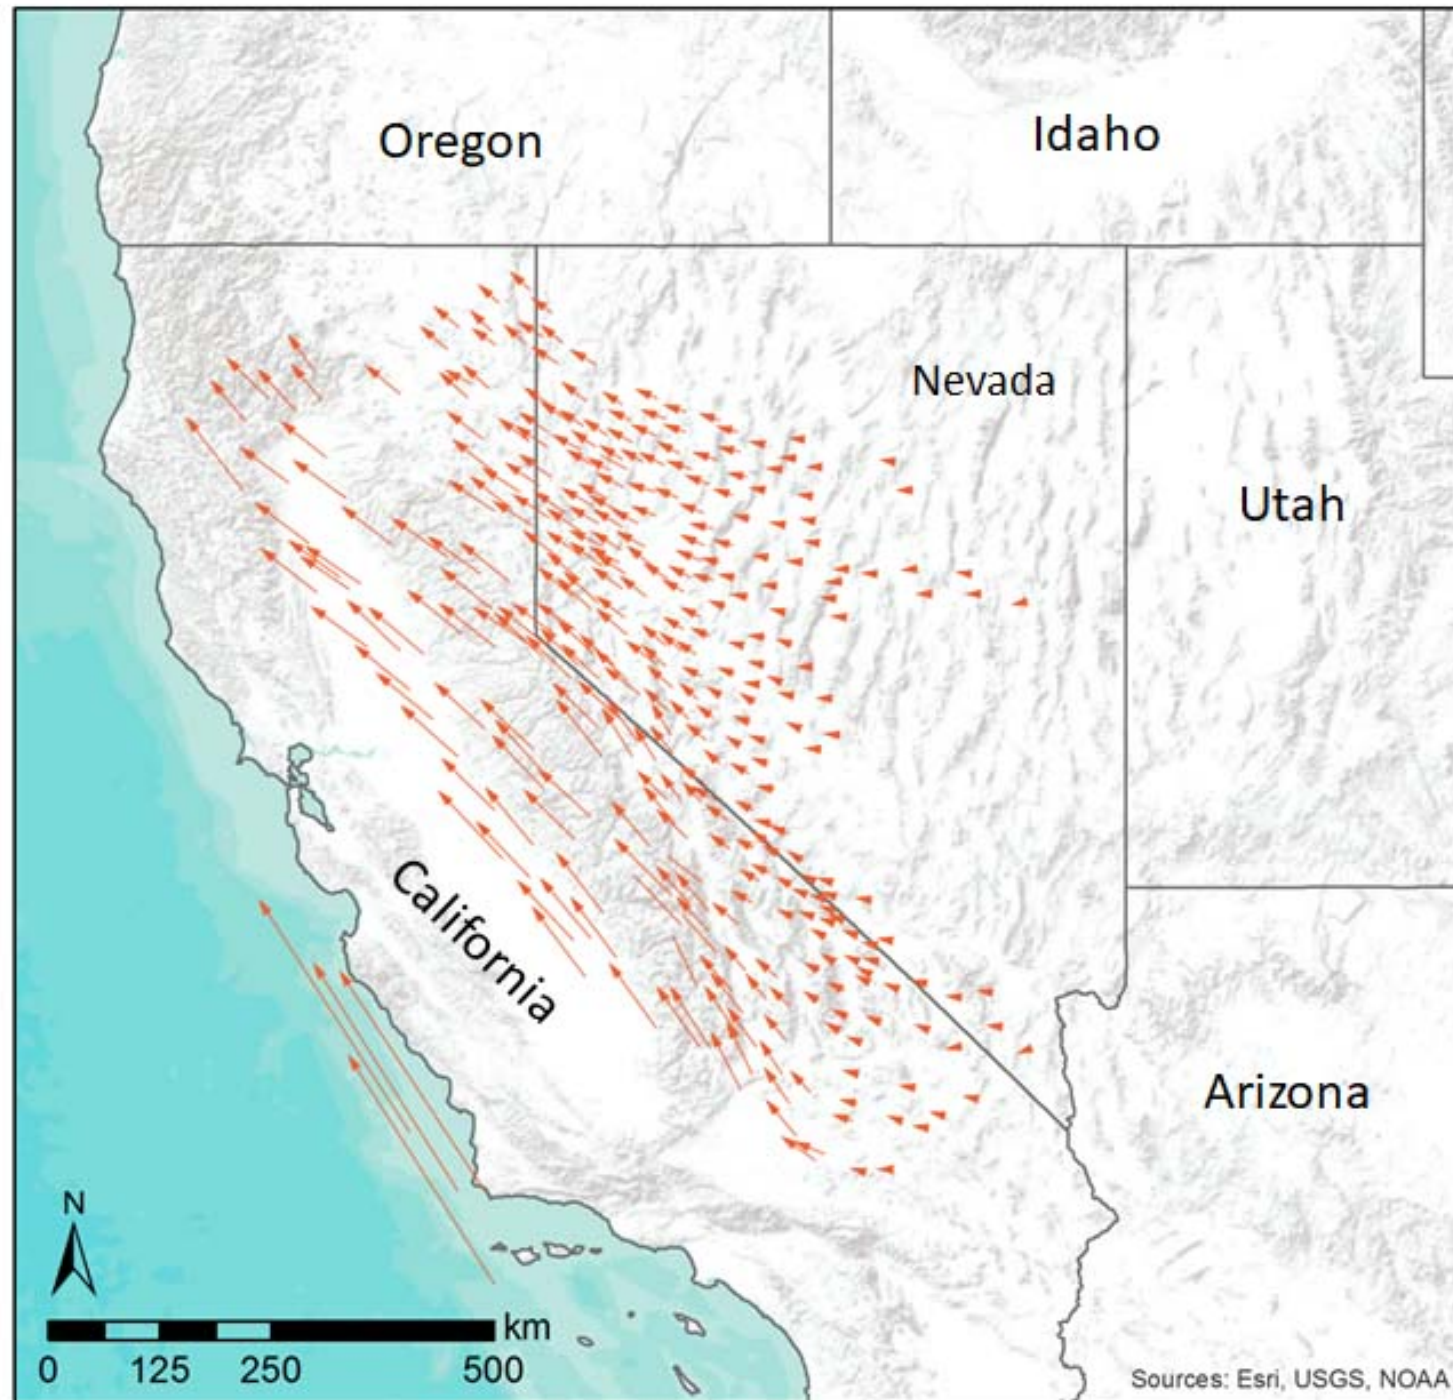 Oregon
Idaho
Nevada
Utah
California
Arizona
N
km
0 125 250 500
Sources: Esri, USGS, NOAA